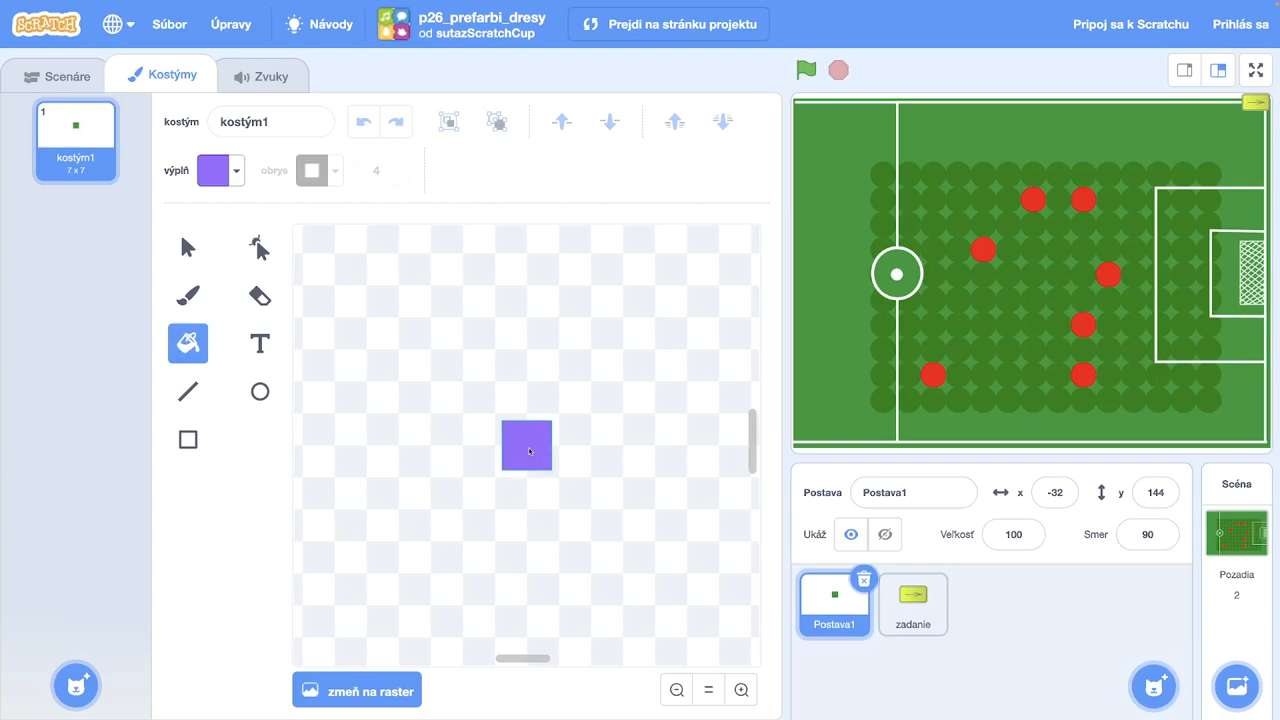 SCRATCH
Súbor
Úpravy
Návody
p26_prefarbi_dresy
od sutazScratchCup
Prejdi na stránku projektu
Pripoj sa k Scratchu
Prihlás sa
Scenáre
Kostýmy
Zvuky
1
kostým1
7 x 7
kostým
kostým1
výplň
obrys
4
zmeň na raster
Postava
Postava1
x
-32
y
144
Ukáž
Veľkosť
100
Smer
90
Postava1
zadanie
Scéna
Pozadia
2